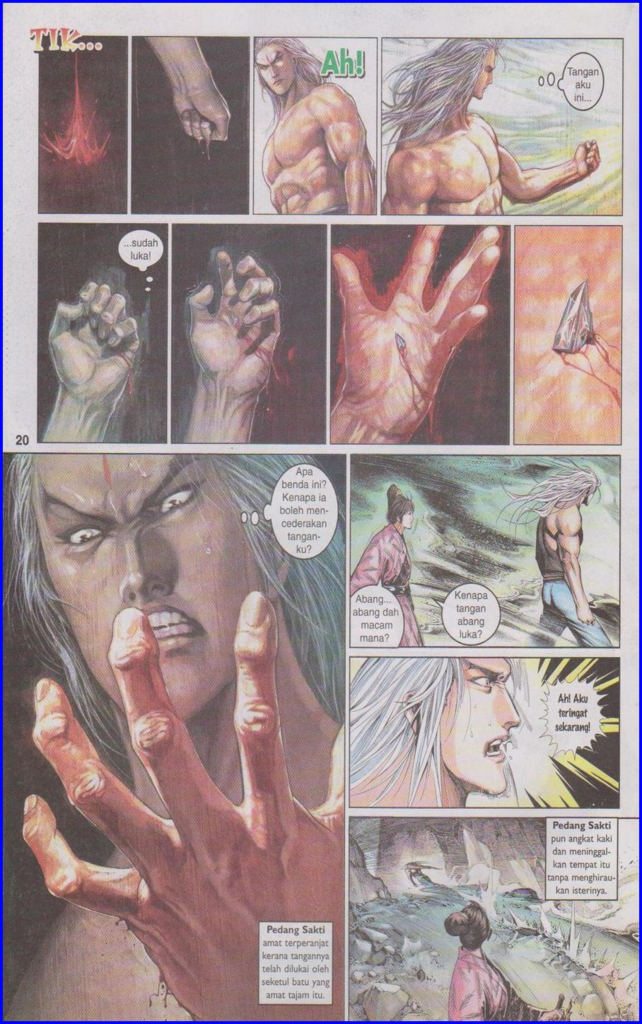 TIK...
Ah!
Tangan
aku
ini...
...sudah
luka!
20
Apa
benda ini?
Kenapa ia
boleh men-
cederakan
tangan-
ku?
Abang...
abang dah
macam
mana?
Kenapa
tangan
abang
luka?
Ah! Aku
teringat
sekarang!
Pedang Sakti
amat terperanjat
kerana tangannya
telah dilukai oleh
seketul batu yang
amat tajam itu.
Pedang Sakti
pun angkat kaki
dan meninggal-
kan tempat itu
tanpa menghirau-
kan isterinya.